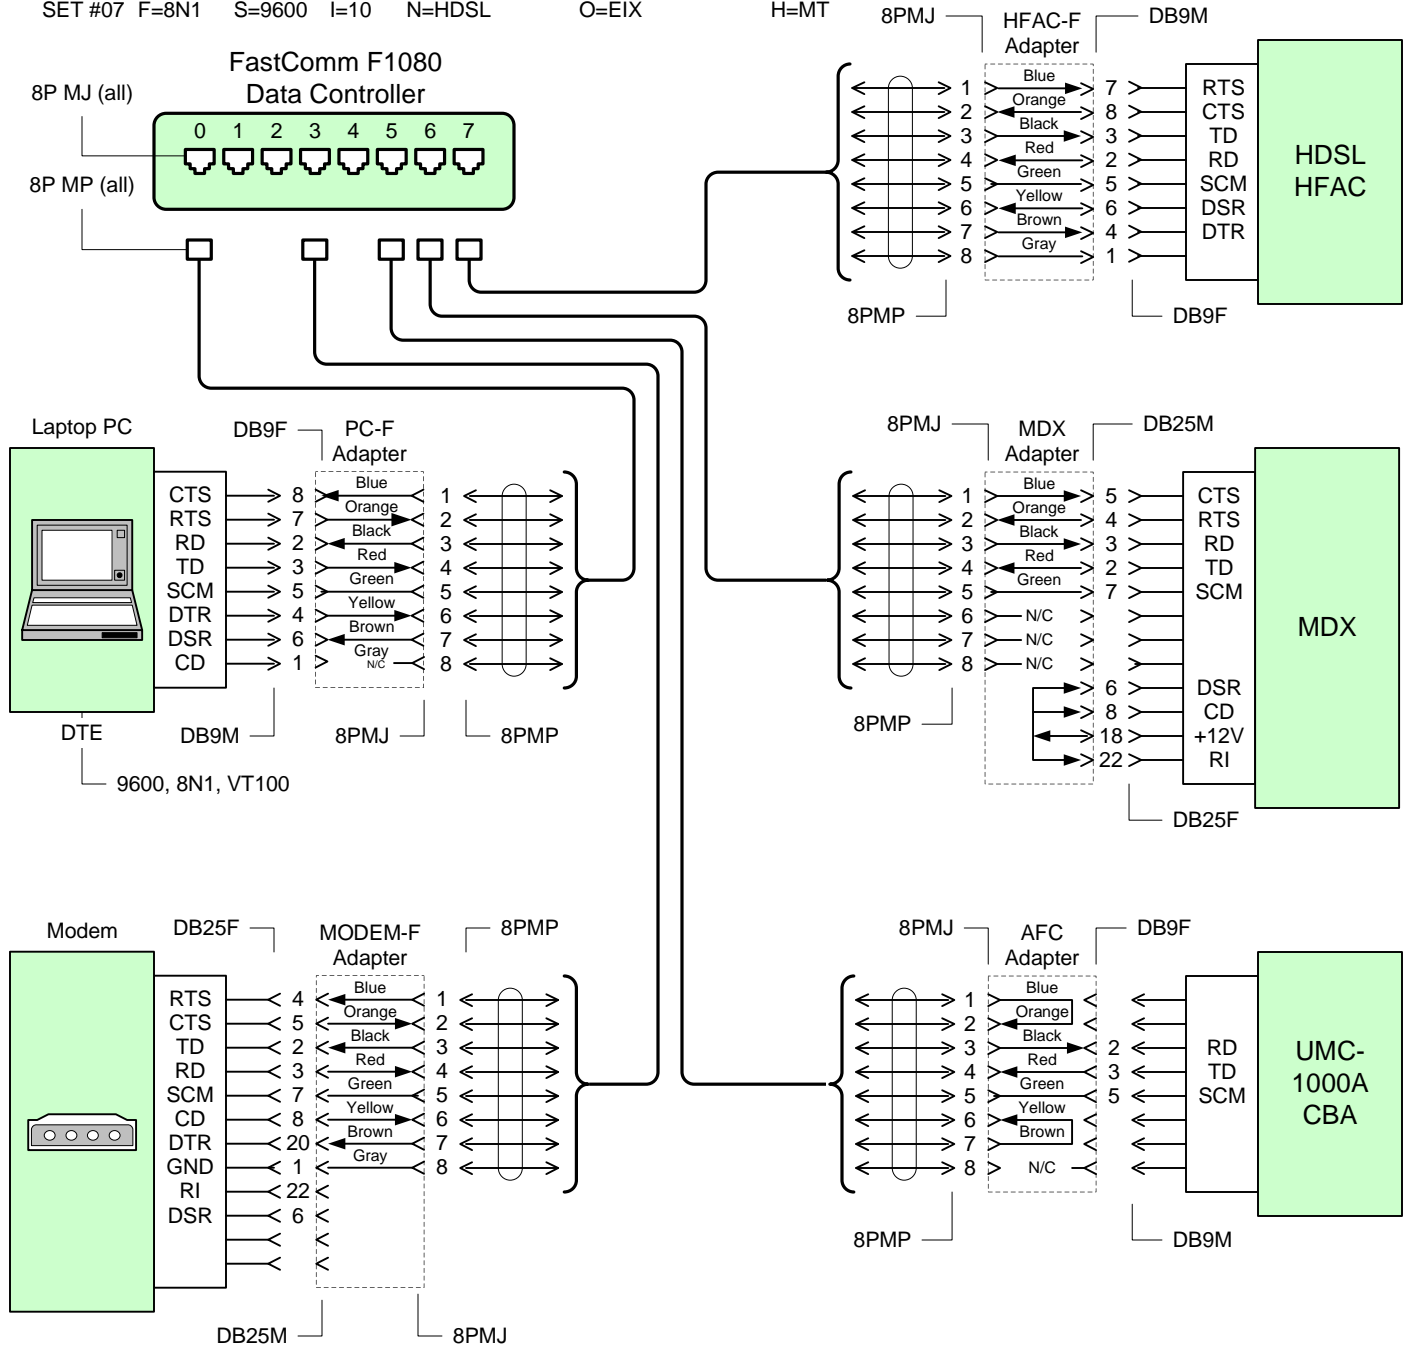 SET #07 F=8N1 S=9600 I=10 N=HDSL O=EIX H=MT
FastComm F1080
Data Controller
8P MJ (all)
0 1 2 3 4 5 6 7
8P MP (all)
8PMJ
HFAC-F
Adapter
DB9M
1 Blue 7 RTS
2 Orange 8 CTS
3 Black 3 TD
4 Red 2 RD
5 Green 5 SCM
6 Yellow 6 DSR
7 Brown 4 DTR
8 Gray 1
HDSL
HFAC
8PMP
DB9F
Laptop PC
DB9F
PC-F
Adapter
CTS 8 Blue 1
RTS 7 Orange 2
RD 2 Black 3
TD 3 Red 4
SCM 5 Green 5
DTR 4 Yellow 6
DSR 6 Brown 7
CD 1 Gray N/C 8
DTE
DB9M
8PMJ
8PMP
9600, 8N1, VT100
8PMJ
MDX
Adapter
DB25M
1 Blue 5 CTS
2 Orange 4 RTS
3 Black 3 RD
4 Red 2 TD
5 Green 7 SCM
6 N/C
7 N/C
8 N/C
6 DSR
8 CD
18 +12V
22 RI
MDX
8PMP
DB25F
Modem
DB25F
MODEM-F
Adapter
8PMP
RTS 4 Blue 1
CTS 5 Orange 2
TD 2 Black 3
RD 3 Red 4
SCM 7 Green 5
CD 8 Yellow 6
DTR 20 Brown 7
GND 1 Gray 8
RI 22
DSR 6
DB25M
8PMJ
8PMJ
AFC
Adapter
DB9F
1 Blue
2 Orange
3 Black 2 RD
4 Red 3 TD
5 Green 5 SCM
6 Yellow
7 Brown
8 N/C
UMC-
1000A
CBA
8PMP
DB9M